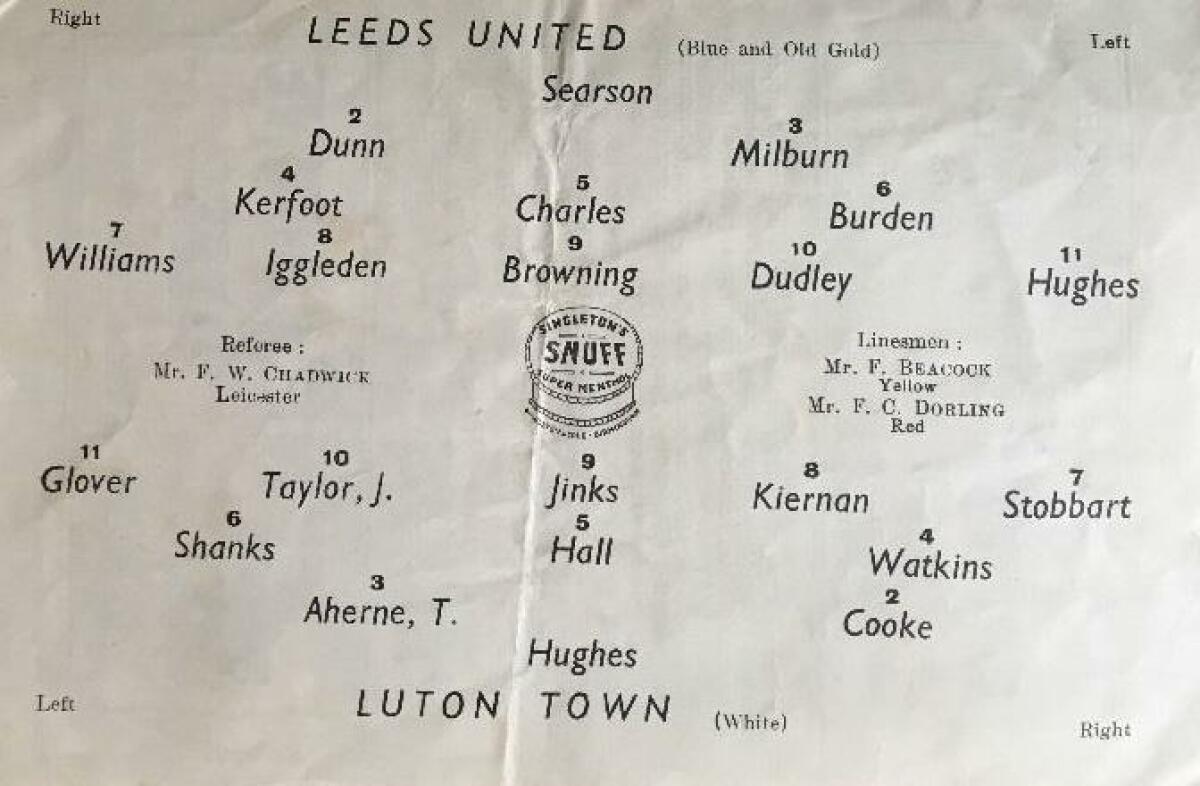 Right
LEEDS UNITED (Blue and Old Gold)
Left
Searson
2
Dunn
3
Milburn
4
Kerfoot
5
Charles
6
Burden
7
Williams
8
Iggleden
9
Browning
10
Dudley
11
Hughes
Referee :
Mr. F. W. CHADWICK
Leicester
SINGLETON'S
SNUFF
SUPER MENTHOL
Linesmen :
Mr. F. BEACOCK
Yellow
Mr. F. C. DORLING
Red
11
Glover
10
Taylor, J.
9
Jinks
8
Kiernan
7
Stobbart
6
Shanks
5
Hall
4
Watkins
3
Aherne, T.
2
Cooke
Hughes
Left
LUTON TOWN (White)
Right